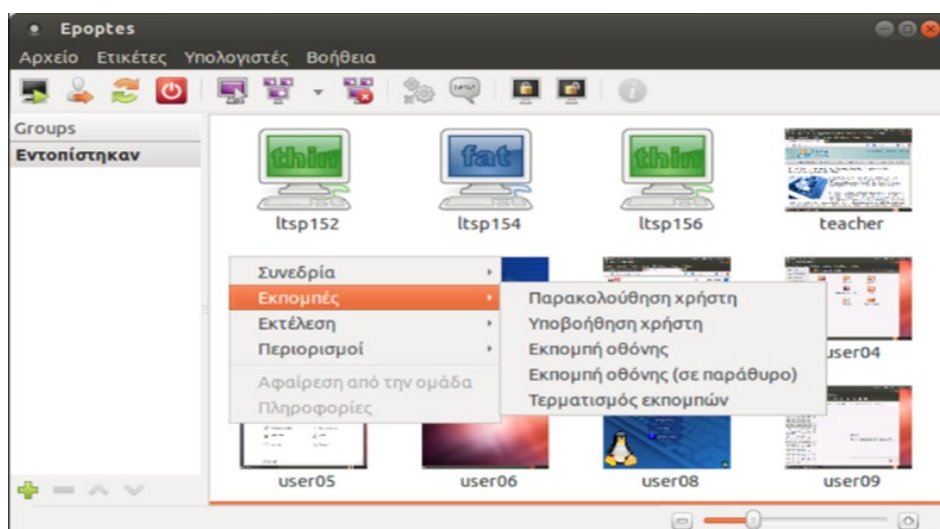 Epoptes
Αρχείο Ετικέτες Υπολογιστές Βοήθεια
Groups
Εντοπίστηκαν
thin fat thin
ltsp152 ltsp154 ltsp156 teacher
Συνεδρία
Εκπομπές
Εκτέλεση
Περιορισμοί
Αφαίρεση από την ομάδα
Πληροφορίες
Παρακολούθηση χρήστη
Υποβοήθηση χρήστη
Εκπομπή οθόνης
Εκπομπή οθόνης (σε παράθυρο)
Τερματισμός εκπομπών
user04
user05 user06 user08 user09